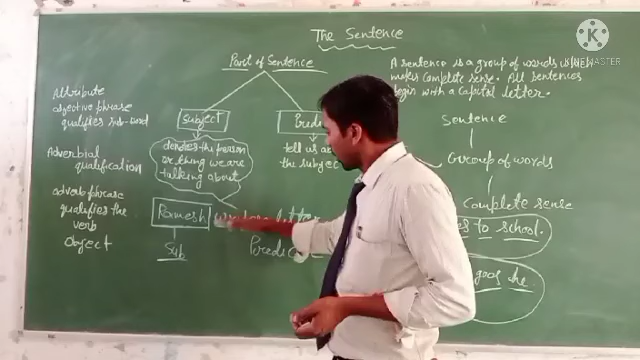 The Sentence
Part of Sentence
A sentence is a group of words which
makes complete sense. All sentences
begin with a capital letter.
Attribute
adjective phrase
qualifies sub-word
Adverbial
qualification
adverb phrase
qualifies the
verb
Object
Subject
denotes the person
or thing we are
talking about
Ramesh
Sub
tell us a
the subject
letter
Sentence
Group of words
Complete sense
to school.
goes he
K
MASTER